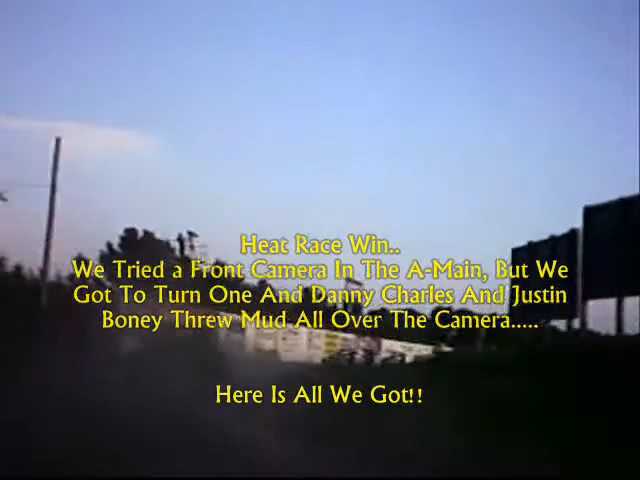 Heat Race Win..
We Tried a Front Camera In The A-Main, But We
Got To Turn One And Danny Charles And Justin
Boney Threw Mud All Over The Camera.....
Here Is All We Got!!